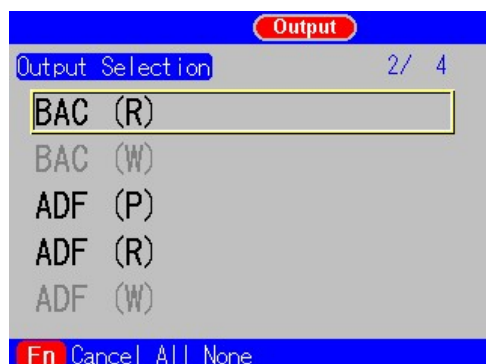 Output
Output Selection 2/ 4
BAC (R)
BAC (W)
ADF (P)
ADF (R)
ADF (W)
Fn Cancel All None